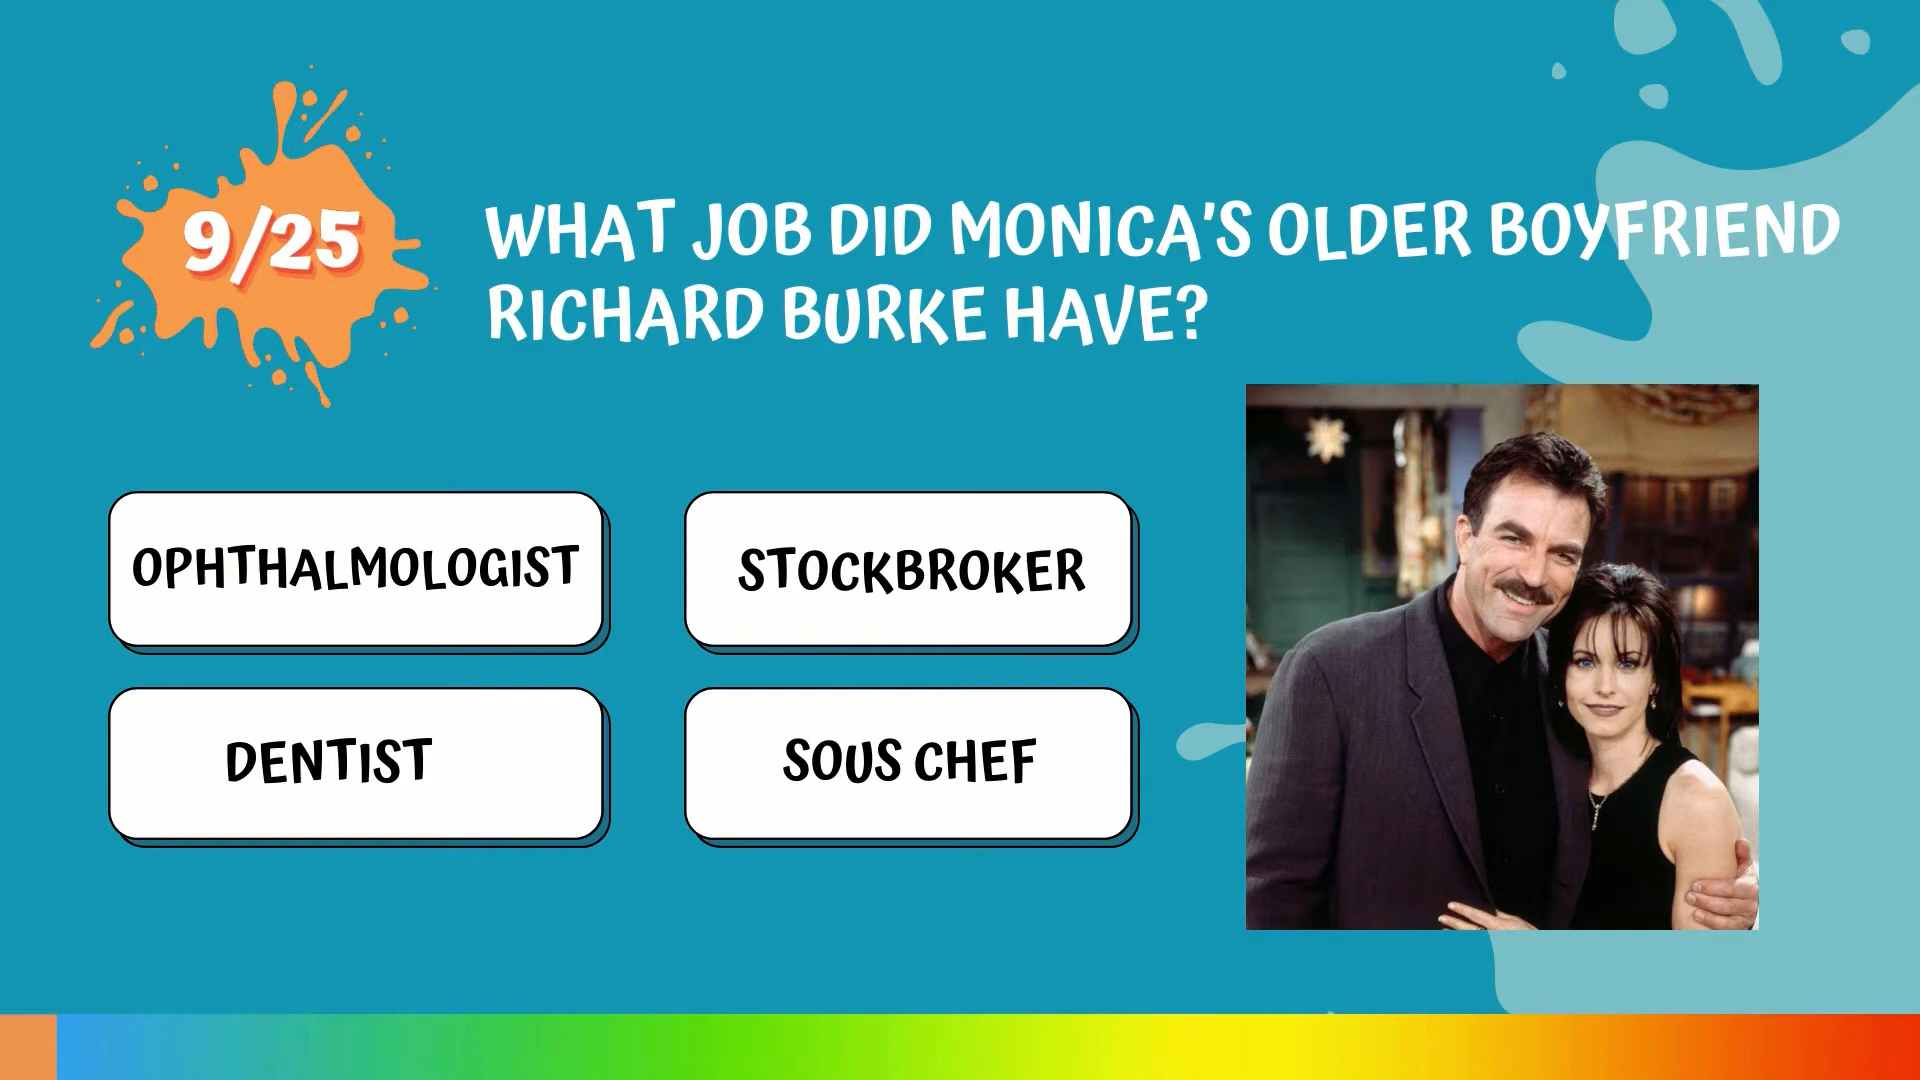 9/25
WHAT JOB DID MONICA'S OLDER BOYFRIEND
RICHARD BURKE HAVE?
OPHTHALMOLOGIST
STOCKBROKER
DENTIST
SOUS CHEF